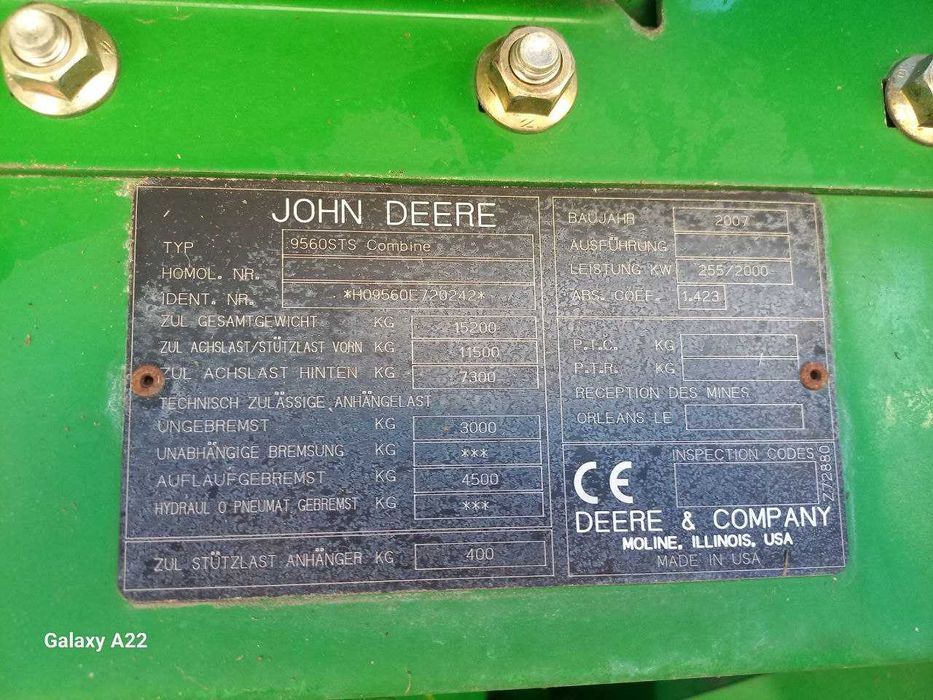 JOHN DEERE
TYP 9560STS Combine
HOMOL. NR.
IDENT. NR. *H09560E720242*
ZUL GESAMTGEWICHT KG 15200
ZUL ACHSLAST/STÜTZLAST VORN KG 11500
ZUL ACHSLAST HINTEN KG 7300
TECHNISCH ZULÄSSIGE ANHÄNGELAST
UNGEBREMST KG 3000
UNABHÄNGIGE BREMSUNG KG ***
AUFLAUFGEBREMST KG 4500
HYDRAUL O PNEUMAT GEBREMST KG ***
ZUL STÜTZLAST ANHÄNGER KG 400
BAUJAHR 2007
AUSFÜHRUNG
LEISTUNG KW 255/2000
ABS. COEF. 1.423
P.T.C. KG
P.T.R. KG
RECEPTION DES MINES
ORLEANS LE
INSPECTION CODES
CE
DEERE & COMPANY
MOLINE, ILLINOIS, USA
MADE IN USA
Z72880
Galaxy A22